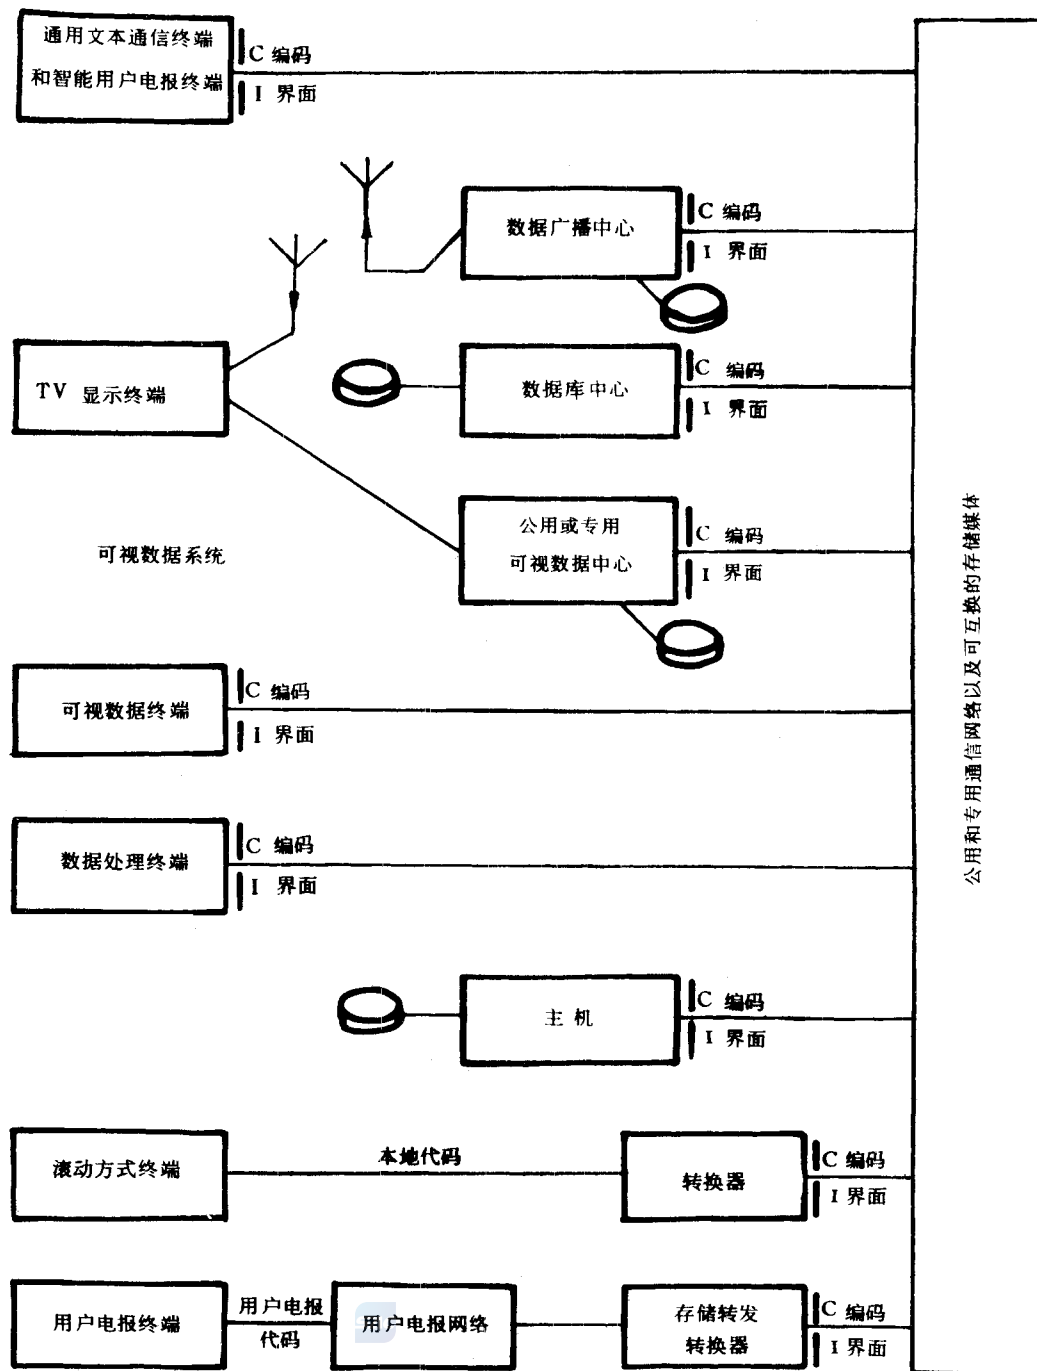 通用文本通信终端
和智能用户电报终端
C 编码
I 界面
数据广播中心
C 编码
I 界面
TV 显示终端
数据库中心
C 编码
I 界面
公用或专用
可视数据中心
C 编码
I 界面
可视数据系统
公用和专用通信网络以及可互换的存储媒体
可视数据终端
C 编码
I 界面
数据处理终端
C 编码
I 界面
主机
C 编码
I 界面
滚动方式终端
本地代码
转换器
C 编码
I 界面
用户电报终端
用户电报
代码
用户电报网络
存储转发
转换器
C 编码
I 界面